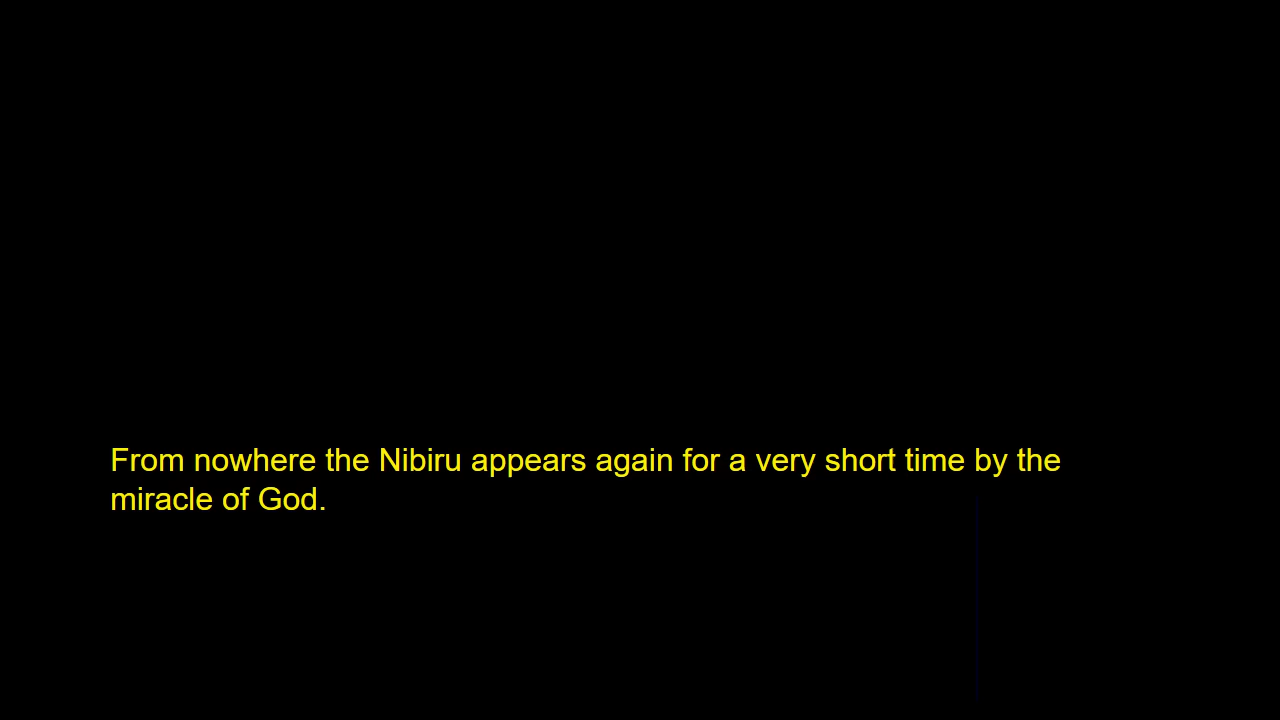 From nowhere the Nibiru appears again for a very short time by the
miracle of God.